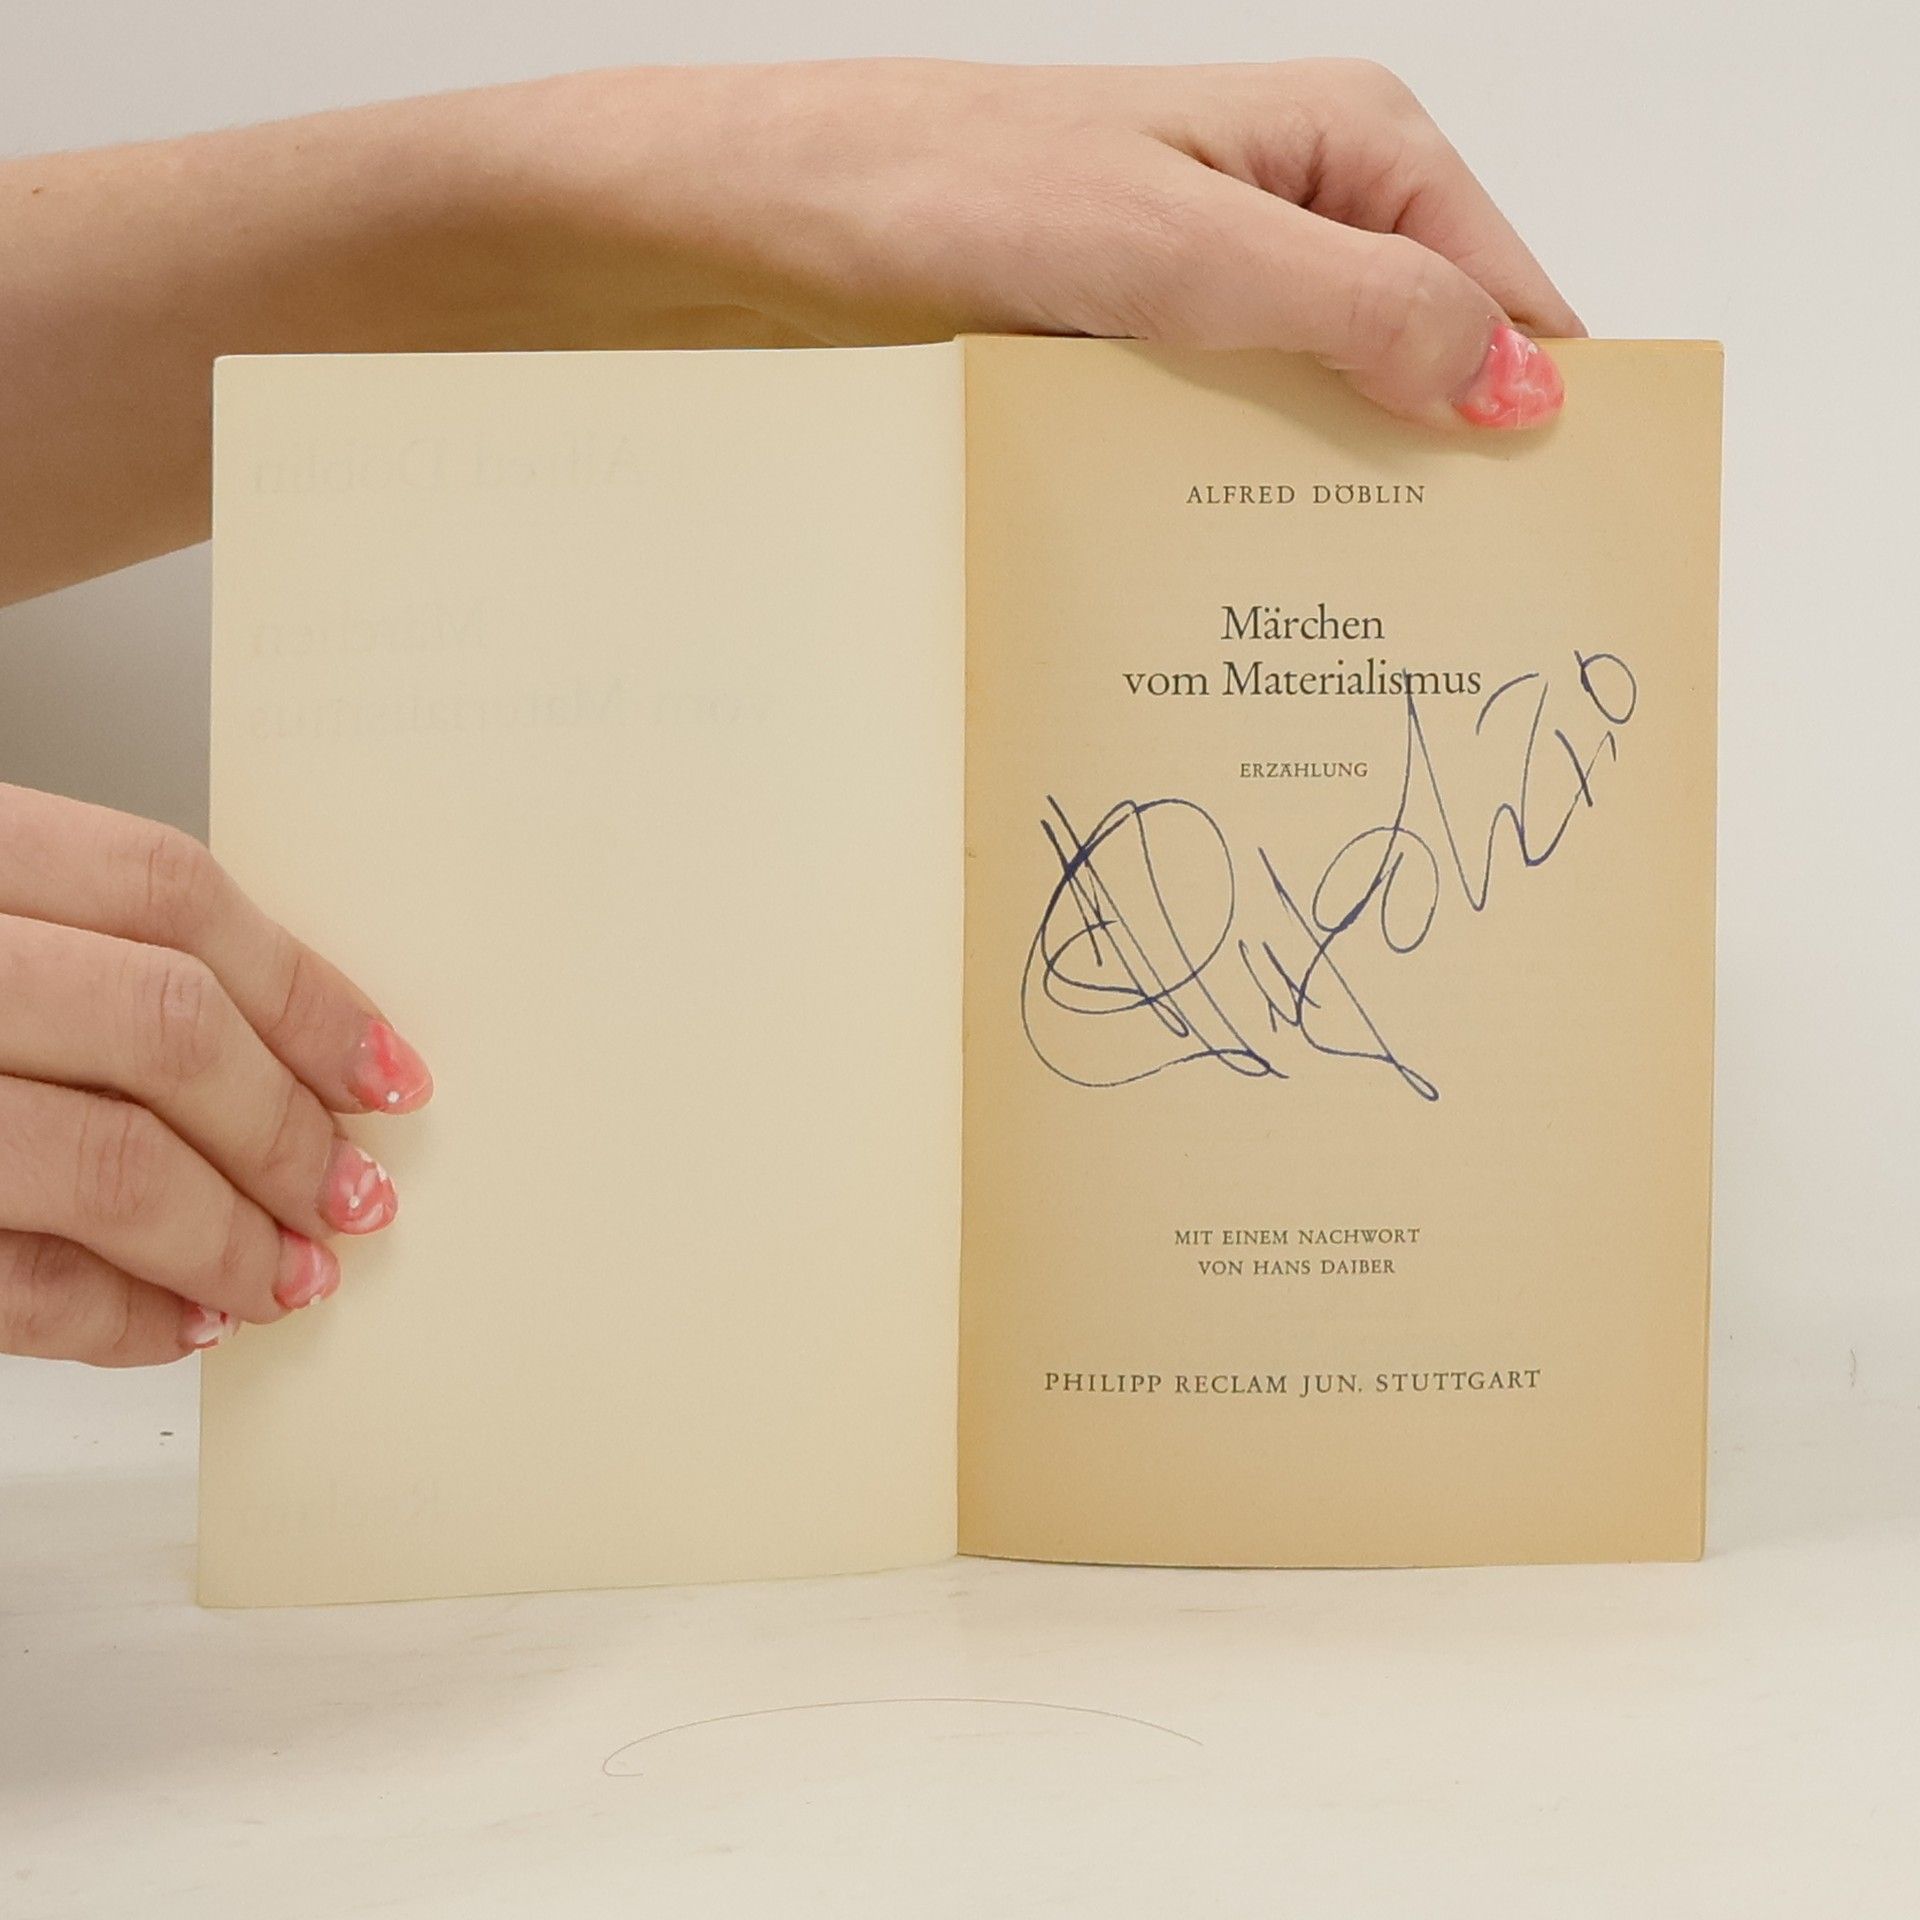 ALFRED DÖBLIN
Märchen
vom Materialismus
ERZÄHLUNG
MIT EINEM NACHWORT
VON HANS DAIBER
PHILIPP RECLAM JUN. STUTTGART